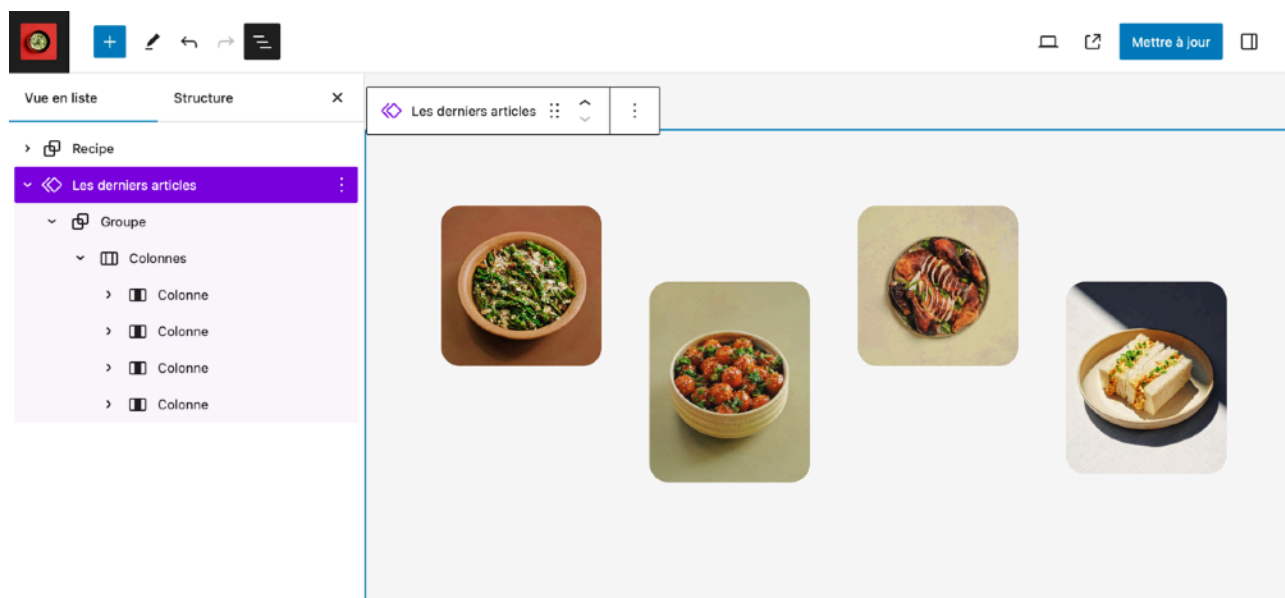 Mettre à jour
Vue en liste
Structure
Les derniers articles
Recipe
Les derniers articles
Groupe
Colonnes
Colonne
Colonne
Colonne
Colonne